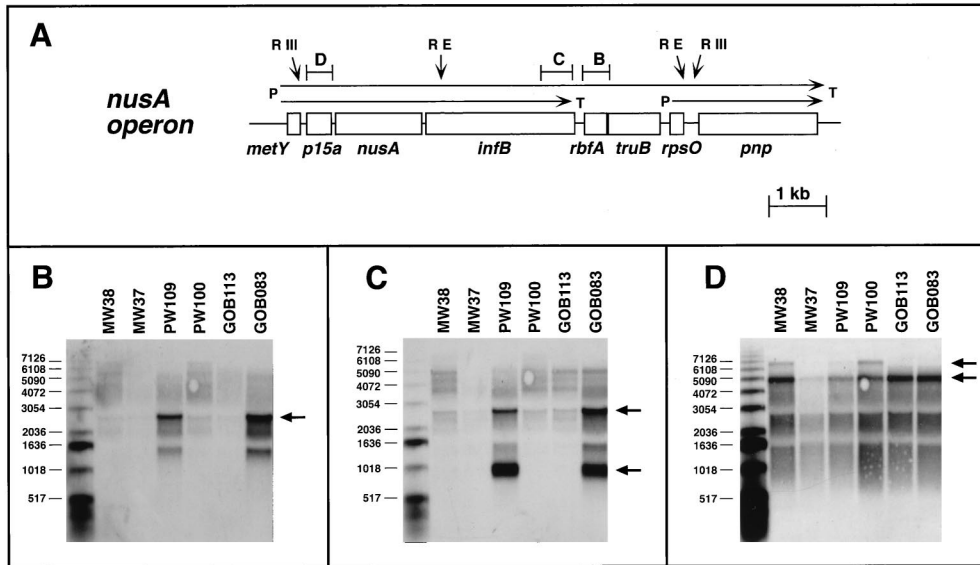 A
R III
D
R E
C
B
R E
R III
P
T
T
P
nusA
operon
metY
p15a
nusA
infB
rbfA
truB
rpsO
pnp
1 kb
B
MW38
MW37
PW109
PW100
GOB113
GOB083
7126
6108
5090
4072
3054
2036
1636
1018
517
C
MW38
MW37
PW109
PW100
GOB113
GOB083
7126
6108
5090
4072
3054
2036
1636
1018
517
D
MW38
MW37
PW109
PW100
GOB113
GOB083
7126
6108
5090
4072
3054
2036
1636
1018
517